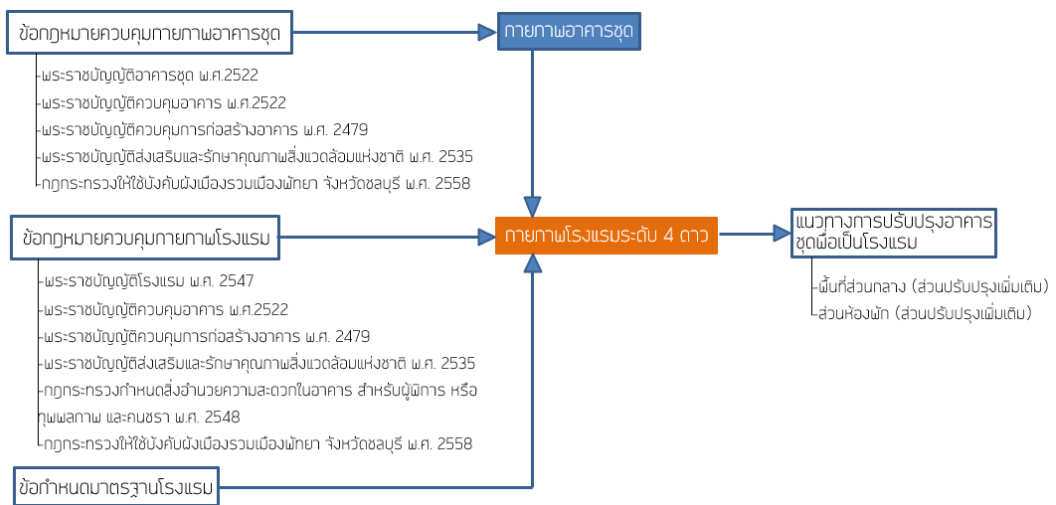 ข้อกฎหมายควบคุมกายภาพอาคารชุด
กายภาพอาคารชุด
-พระราชบัญญัติอาคารชุด พ.ศ.2522
-พระราชบัญญัติควบคุมอาคาร พ.ศ.2522
-พระราชบัญญัติควบคุมการก่อสร้างอาคาร พ.ศ. 2479
-พระราชบัญญัติส่งเสริมและรักษาคุณภาพสิ่งแวดล้อมแห่งชาติ พ.ศ. 2535
-กฎกระทรวงให้ใช้บังคับผังเมืองรวมเมืองพัทยา จังหวัดชลบุรี พ.ศ. 2558
ข้อกฎหมายควบคุมกายภาพโรงแรม
กายภาพโรงแรมระดับ 4 ดาว
แนวทางการปรับปรุงอาคาร
ชุดเพื่อเป็นโรงแรม
-พื้นที่ส่วนกลาง (ส่วนปรับปรุงเพิ่มเติม)
-ส่วนห้องพัก (ส่วนปรับปรุงเพิ่มเติม)
-พระราชบัญญัติโรงแรม พ.ศ. 2547
-พระราชบัญญัติควบคุมอาคาร พ.ศ.2522
-พระราชบัญญัติควบคุมการก่อสร้างอาคาร พ.ศ. 2479
-พระราชบัญญัติส่งเสริมและรักษาคุณภาพสิ่งแวดล้อมแห่งชาติ พ.ศ. 2535
-กฎกระทรวงกำหนดสิ่งอำนวยความสะดวกในอาคาร สำหรับผู้พิการ หรือ
ทุพพลภาพ และคนชรา พ.ศ. 2548
-กฎกระทรวงให้ใช้บังคับผังเมืองรวมเมืองพัทยา จังหวัดชลบุรี พ.ศ. 2558
ข้อกำหนดมาตรฐานโรงแรม